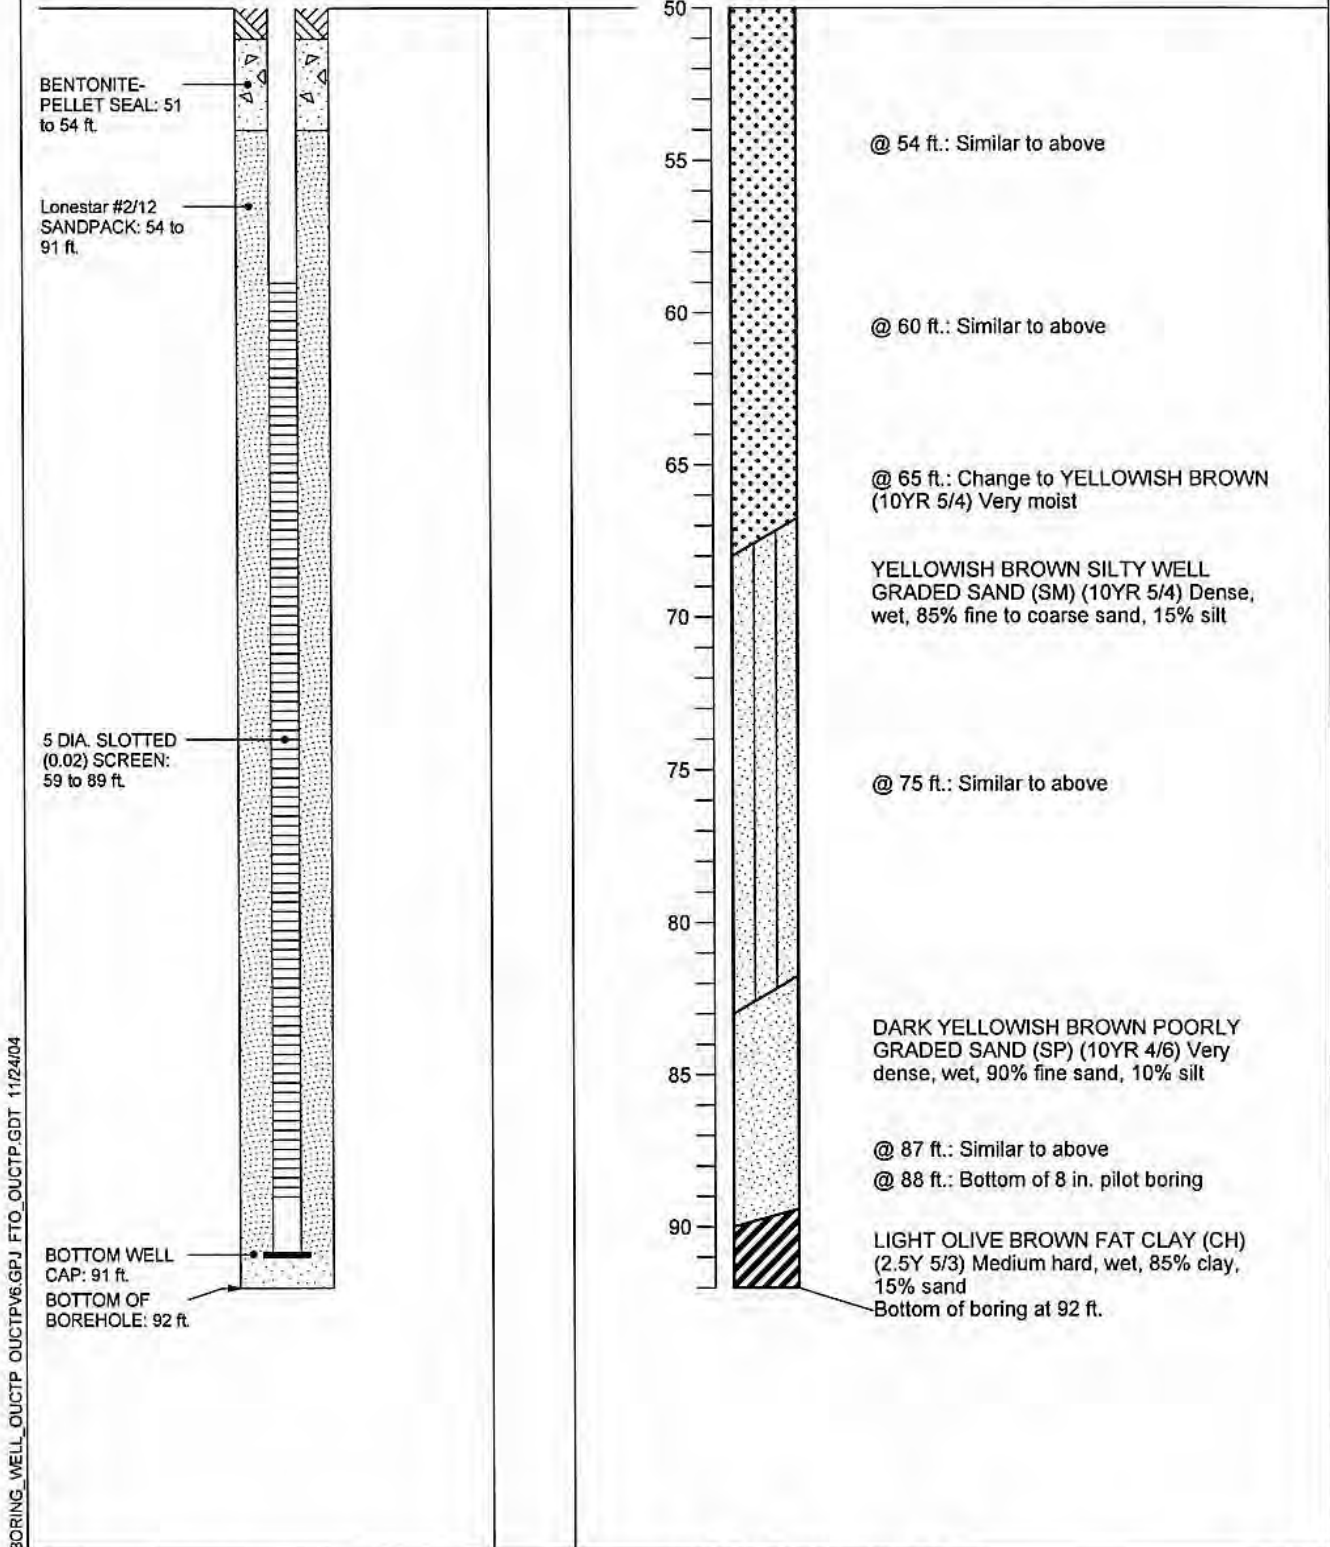 BENTONITE-
PELLET SEAL: 51
to 54 ft.
Lonestar #2/12
SANDPACK: 54 to
91 ft.
5 DIA. SLOTTED
(0.02) SCREEN:
59 to 89 ft.
BOTTOM WELL
CAP: 91 ft.
BOTTOM OF
BOREHOLE: 92 ft.
50
55
60
65
70
75
80
85
90
@ 54 ft.: Similar to above
@ 60 ft.: Similar to above
@ 65 ft.: Change to YELLOWISH BROWN
(10YR 5/4) Very moist
YELLOWISH BROWN SILTY WELL
GRADED SAND (SM) (10YR 5/4) Dense,
wet, 85% fine to coarse sand, 15% silt
@ 75 ft.: Similar to above
DARK YELLOWISH BROWN POORLY
GRADED SAND (SP) (10YR 4/6) Very
dense, wet, 90% fine sand, 10% silt
@ 87 ft.: Similar to above
@ 88 ft.: Bottom of 8 in. pilot boring
LIGHT OLIVE BROWN FAT CLAY (CH)
(2.5Y 5/3) Medium hard, wet, 85% clay,
15% sand
Bottom of boring at 92 ft.
BORING_WELL_OUCTP OUCTPV6.GPJ FTO_OUCTP.GDT 11/24/04